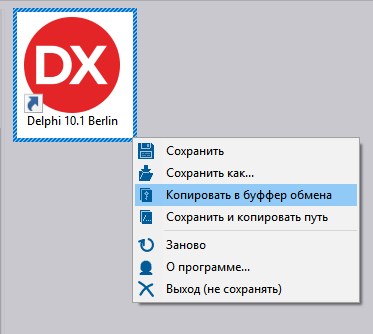 DX
Delphi 10.1 Berlin
Сохранить
Сохранить как...
Копировать в буффер обмена
Сохранить и копировать путь
Заново
О программе...
Выход (не сохранять)